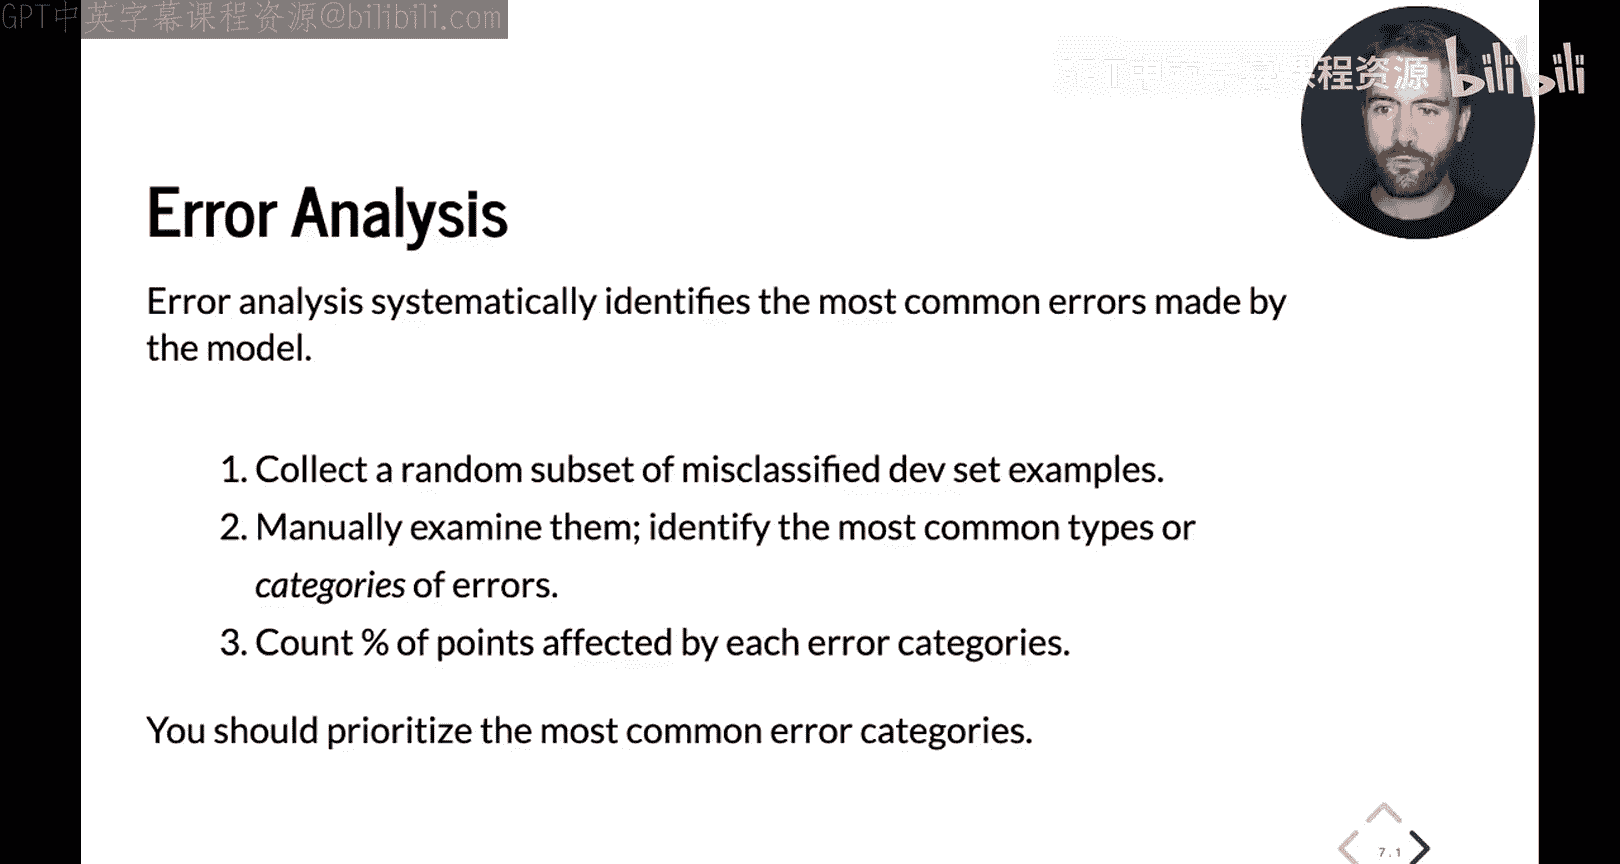 GPT中英字幕课程资源@bilibili.com
课程资源 bilibili
Error Analysis
Error analysis systematically identifies the most common errors made by
the model.
1. Collect a random subset of misclassified dev set examples.
2. Manually examine them; identify the most common types or
categories of errors.
3. Count % of points affected by each error categories.
You should prioritize the most common error categories.
7.1